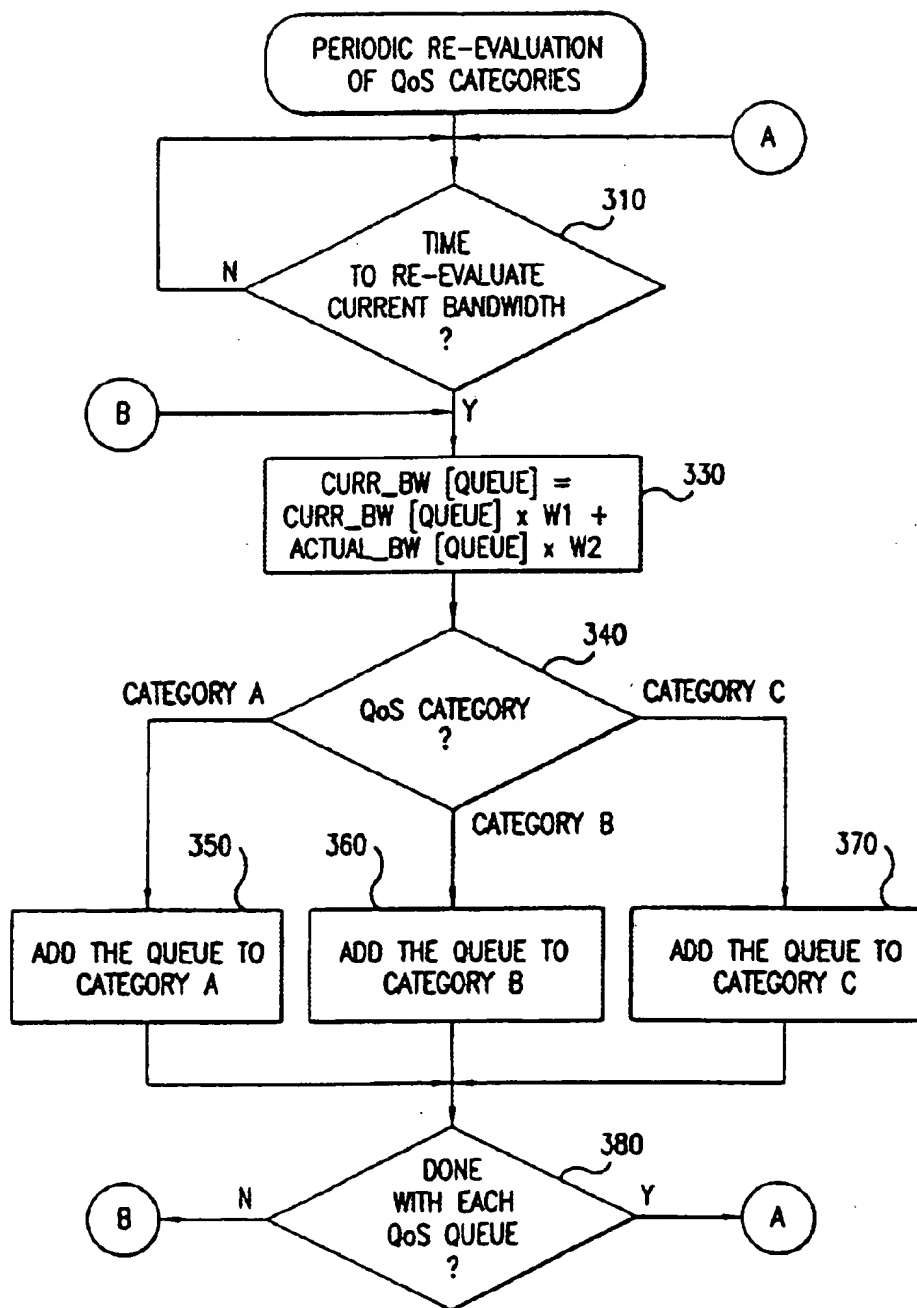 PERIODIC RE-EVALUATION
OF QoS CATEGORIES
A
310
TIME
TO RE-EVALUATE
CURRENT BANDWIDTH
?
N
B
Y
330
CURR_BW [QUEUE] =
CURR_BW [QUEUE] x W1 +
ACTUAL_BW [QUEUE] x W2
340
CATEGORY A
QoS CATEGORY
?
CATEGORY C
CATEGORY B
350
360
370
ADD THE QUEUE TO
CATEGORY A
ADD THE QUEUE TO
CATEGORY B
ADD THE QUEUE TO
CATEGORY C
380
DONE
WITH EACH
QoS QUEUE
?
B
N
Y
A